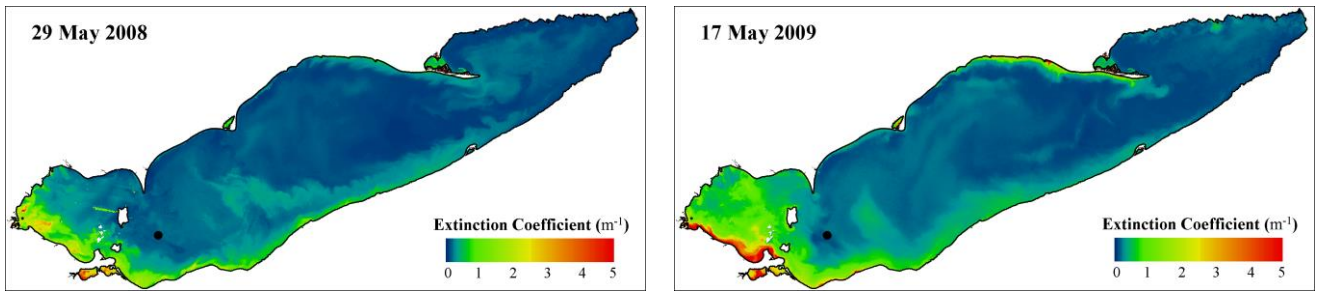 29 May 2008
Extinction Coefficient (m⁻¹)
0 1 2 3 4 5
17 May 2009
Extinction Coefficient (m⁻¹)
0 1 2 3 4 5